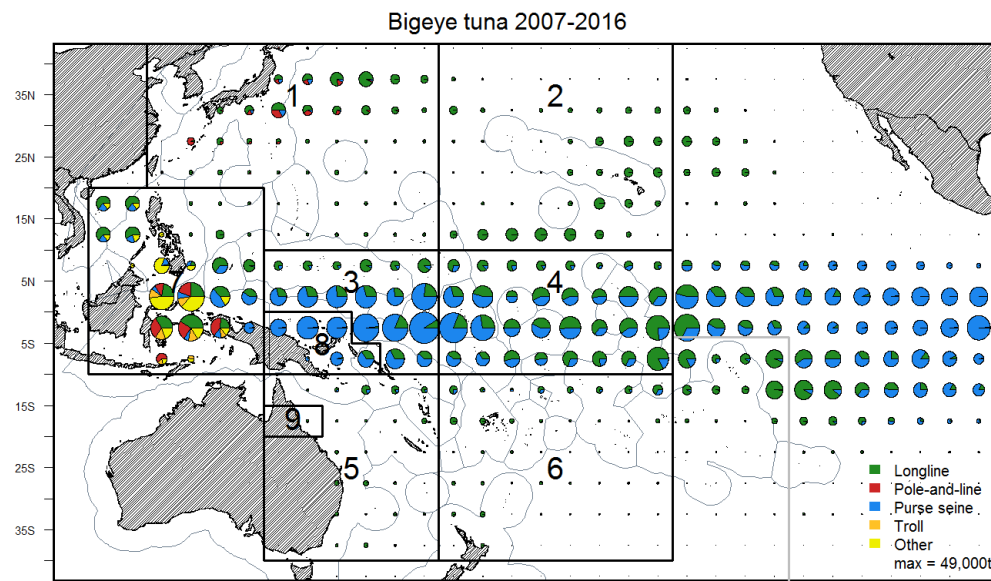 Bigeye tuna 2007-2016
35N
25N
15N
5N
5S
15S
25S
35S
1
2
3
4
7
8
9
5
6
Longline
Pole-and-line
Purse seine
Troll
Other
max = 49,000t